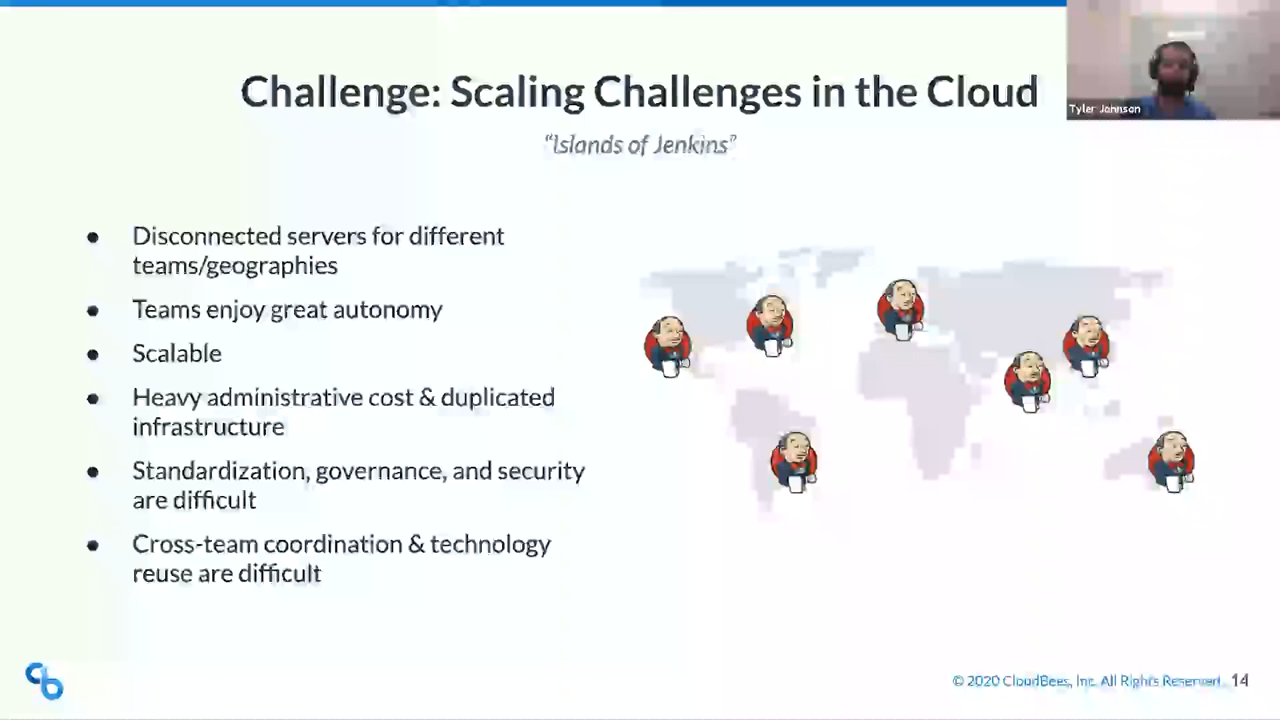 Challenge: Scaling Challenges in the Cloud
Tyler Johnson
"Islands of Jenkins"
● Disconnected servers for different
teams/geographies
● Teams enjoy great autonomy
● Scalable
● Heavy administrative cost & duplicated
infrastructure
● Standardization, governance, and security
are difficult
● Cross-team coordination & technology
reuse are difficult
© 2020 CloudBees, Inc. All Rights Reserved. 14